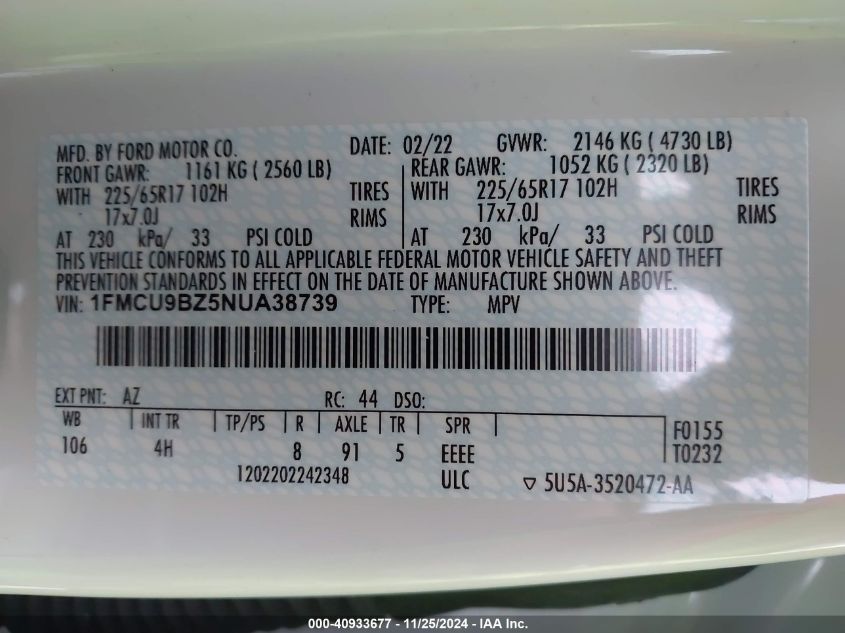 MFD. BY FORD MOTOR CO. DATE: 02/22 GVWR: 2146 KG ( 4730 LB)
FRONT GAWR: 1161 KG ( 2560 LB) REAR GAWR: 1052 KG ( 2320 LB)
WITH 225/65R17 102H TIRES WITH 225/65R17 102H TIRES
17x7.0J RIMS 17x7.0J RIMS
AT 230 kPa/ 33 PSI COLD AT 230 kPa/ 33 PSI COLD
THIS VEHICLE CONFORMS TO ALL APPLICABLE FEDERAL MOTOR VEHICLE SAFETY AND THEFT
PREVENTION STANDARDS IN EFFECT ON THE DATE OF MANUFACTURE SHOWN ABOVE.
VIN: 1FMCU9BZ5NUA38739 TYPE: MPV
EXT PNT: AZ RC: 44 DSO:
WB INT TR TP/PS R AXLE TR SPR F0155
106 4H 8 91 5 EEEE T0232
1202202242348 ULC ▽ 5U5A-3520472-AA
000-40933677 - 11/25/2024 - IAA Inc.